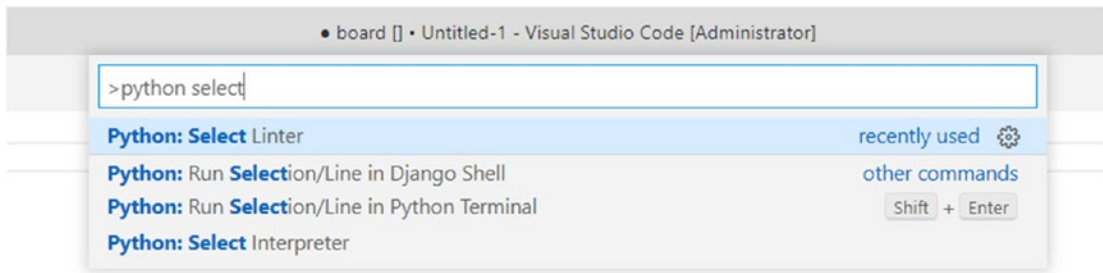 ● board [] • Untitled-1 - Visual Studio Code [Administrator]
>python select
Python: Select Linter recently used
Python: Run Selection/Line in Django Shell other commands
Python: Run Selection/Line in Python Terminal Shift + Enter
Python: Select Interpreter